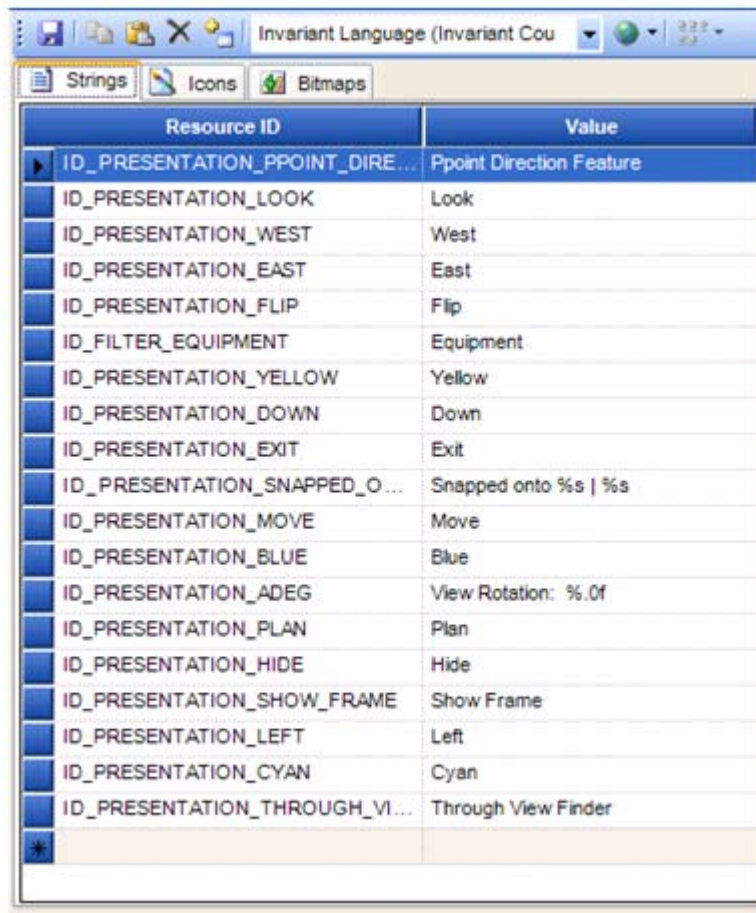 Invariant Language (Invariant Cou
Strings Icons Bitmaps
Resource ID Value
ID_PRESENTATION_PPOINT_DIRE... Ppoint Direction Feature
ID_PRESENTATION_LOOK Look
ID_PRESENTATION_WEST West
ID_PRESENTATION_EAST East
ID_PRESENTATION_FLIP Flip
ID_FILTER_EQUIPMENT Equipment
ID_PRESENTATION_YELLOW Yellow
ID_PRESENTATION_DOWN Down
ID_PRESENTATION_EXIT Exit
ID_PRESENTATION_SNAPPED_O... Snapped onto %s | %s
ID_PRESENTATION_MOVE Move
ID_PRESENTATION_BLUE Blue
ID_PRESENTATION_ADEG View Rotation: %.0f
ID_PRESENTATION_PLAN Plan
ID_PRESENTATION_HIDE Hide
ID_PRESENTATION_SHOW_FRAME Show Frame
ID_PRESENTATION_LEFT Left
ID_PRESENTATION_CYAN Cyan
ID_PRESENTATION_THROUGH_VI... Through View Finder